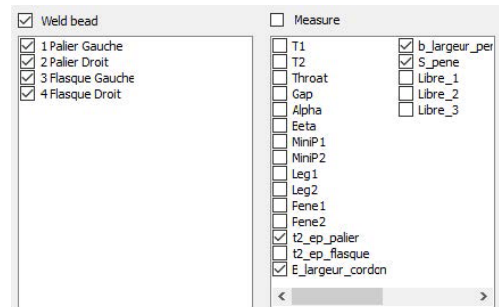 Weld bead
1 Palier Gauche
2 Palier Droit
3 Flasque Gauche
4 Flasque Droit
Measure
T1
T2
Throat
Gap
Alpha
Eeta
MiniP1
MiniP2
Leg1
Leg2
Fene1
Fene2
t2_ep_palier
t2_ep_flasque
E_largeur_cordcn
b_largeur_per
S_pene
Libre_1
Libre_2
Libre_3